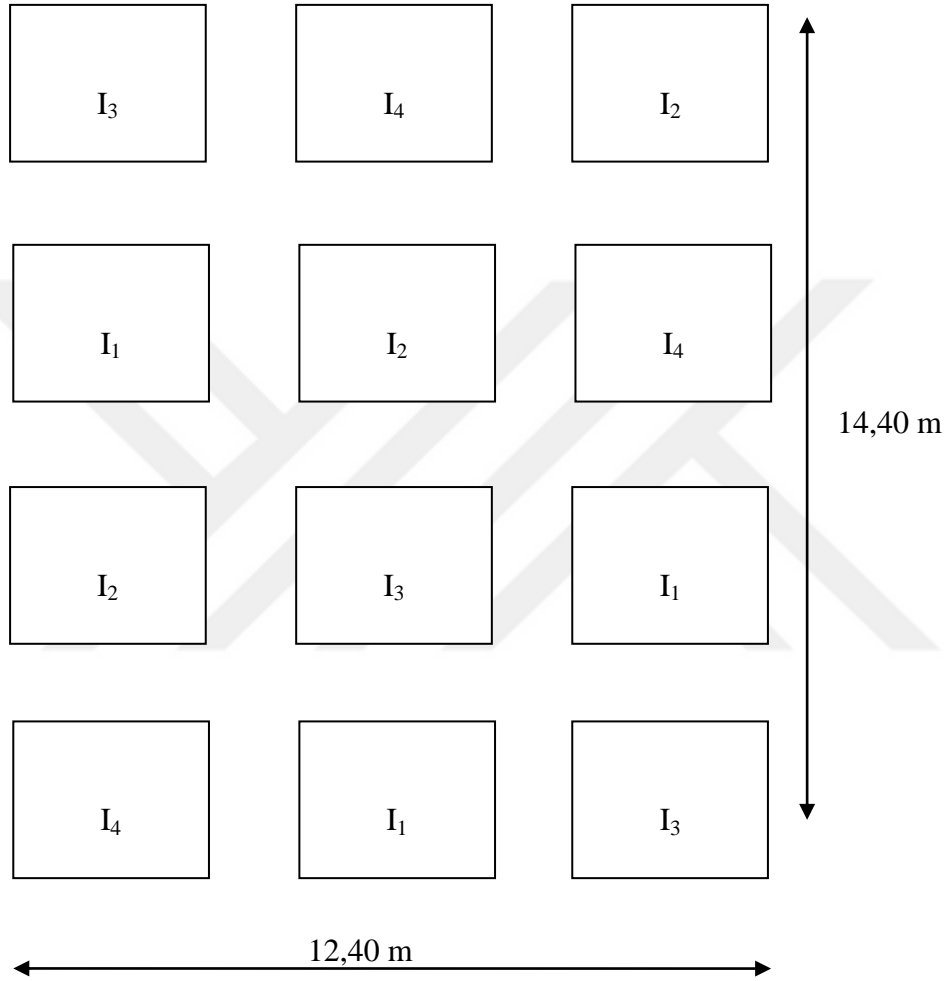 I₃ I₄ I₂
I₁ I₂ I₄
14,40 m
I₂ I₃ I₁
I₄ I₁ I₃
12,40 m